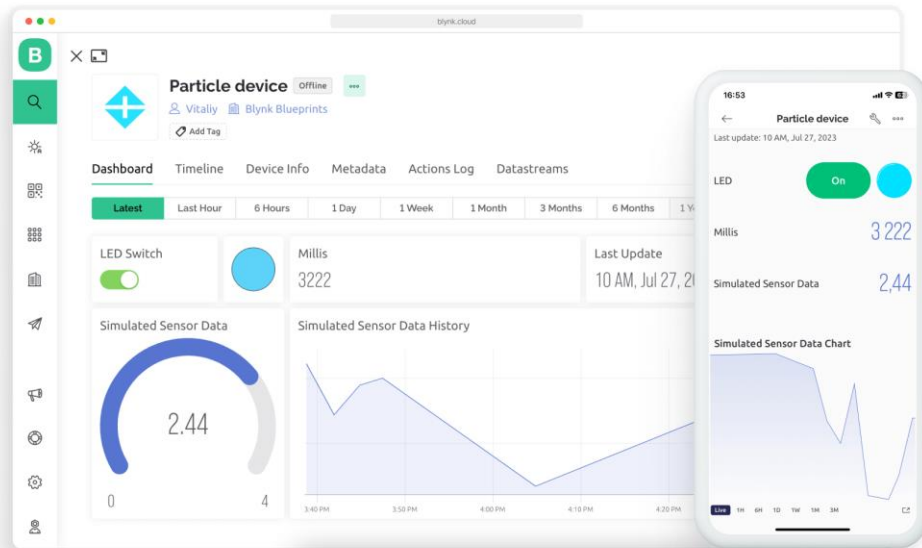 blynk.cloud
B
Particle device Offline
Vitaliy Blynk Blueprints
Add Tag
Dashboard Timeline Device Info Metadata Actions Log Datastreams
Latest Last Hour 6 Hours 1 Day 1 Week 1 Month 3 Months 6 Months
LED Switch
Millis
3222
Last Update
10 AM, Jul 27, 2
Simulated Sensor Data
2.44
0 4
Simulated Sensor Data History
3:40 PM 3:50 PM 4:00 PM 4:10 PM 4:20 PM
16:53
Particle device
Last update: 10 AM, Jul 27, 2023
LED On
Millis 3 222
Simulated Sensor Data 2,44
Simulated Sensor Data Chart
Live 1H 6H 1D 1W 1M 3M